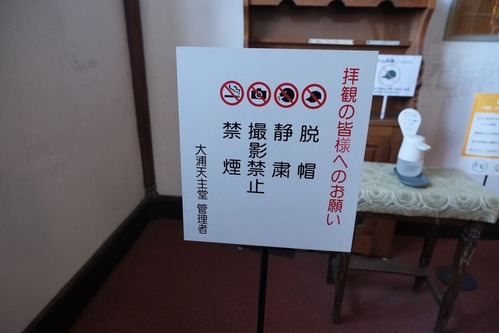 拝観の皆様へのお願い
脱帽
静粛
撮影禁止
禁煙
大浦天主堂 管理者